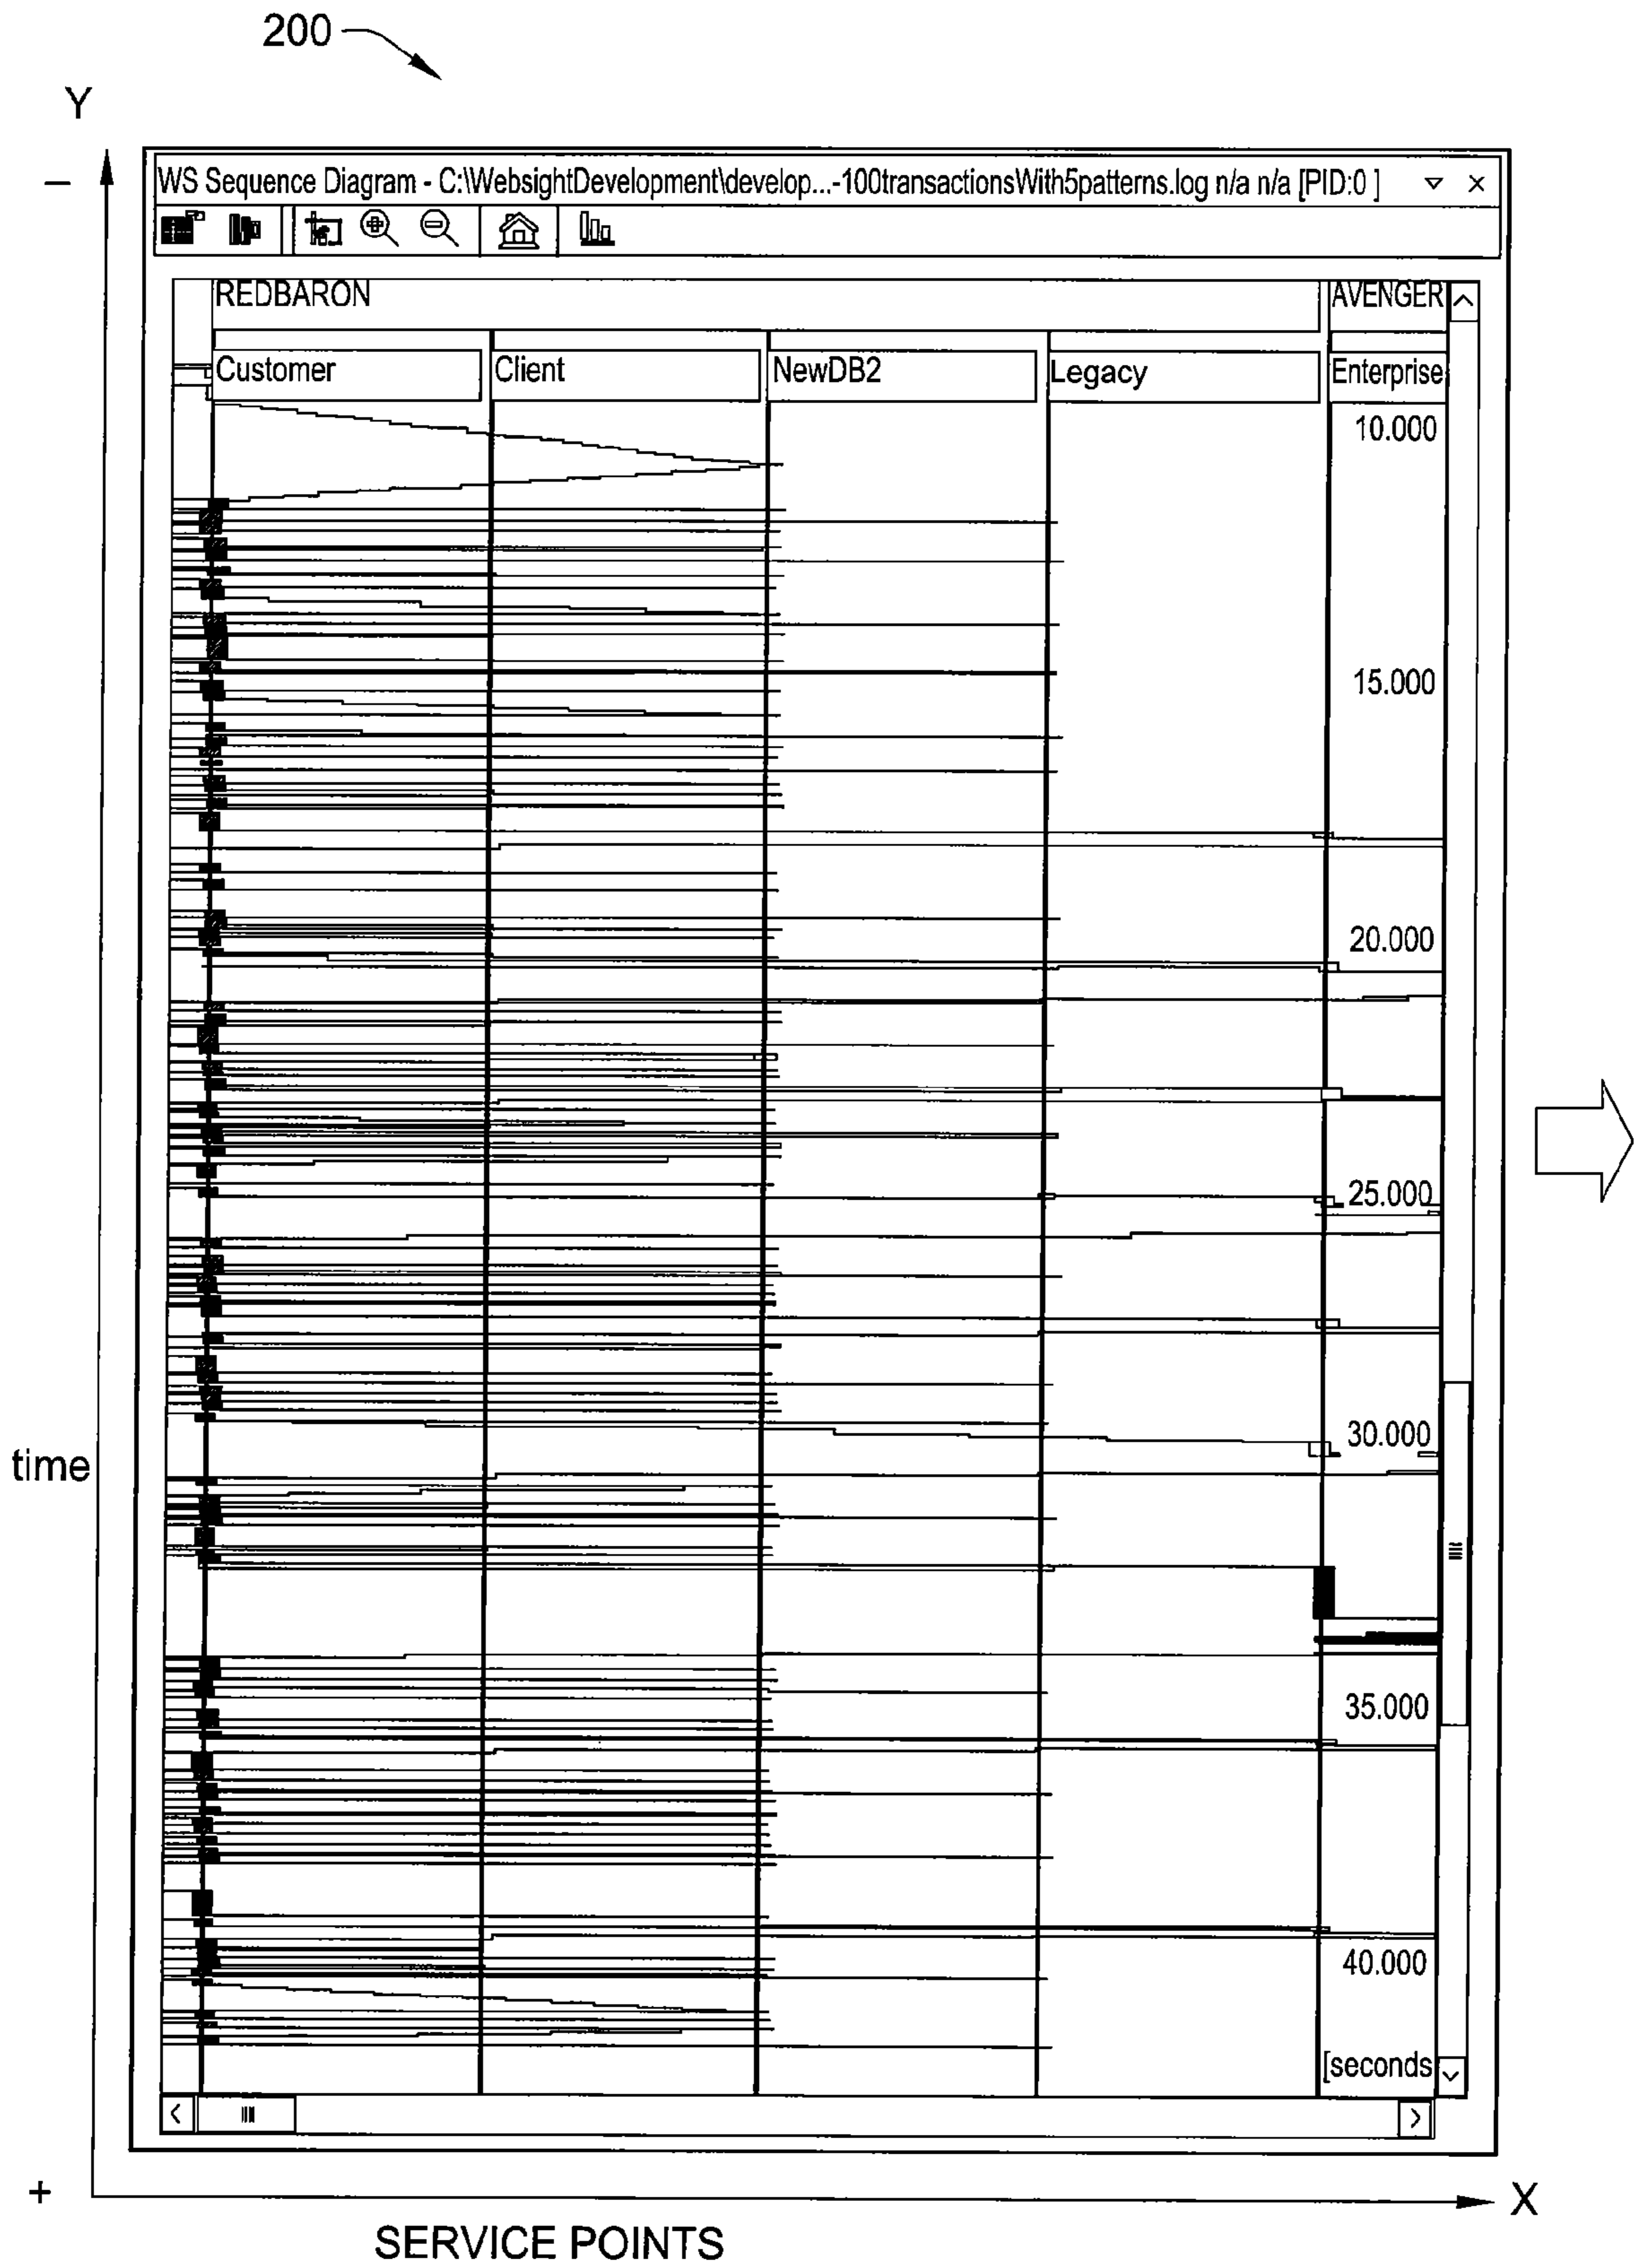 200
Y
–
WS Sequence Diagram - C:\WebsightDevelopment\develop...-100transactionsWith5patterns.log n/a n/a [PID:0 ]
REDBARON AVENGER
Customer Client NewDB2 Legacy Enterprise
10.000
15.000
20.000
25.000
30.000
time
35.000
40.000
[seconds
+
X
SERVICE POINTS